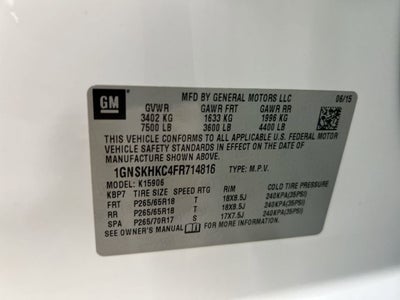 GM
MFD BY GENERAL MOTORS LLC
06/15
GVWR GAWR FRT GAWR RR
3402 KG 1633 KG 1996 KG
7500 LB 3600 LB 4400 LB
THIS VEHICLE CONFORMS TO ALL APPLICABLE U.S. FEDERAL MOTOR
VEHICLE SAFETY STANDARDS IN EFFECT ON THE DATE OF
MANUFACTURE SHOWN ABOVE.
1GNSKHKC4FR714816 TYPE: M.P.V.
MODEL: K15906
KBP7 TIRE SIZE SPEED RTG RIM COLD TIRE PRESSURE
FRT P265/65R18 T 18X8.5J 240KPA(35PSI)
RR P265/65R18 T 18X8.5J 240KPA(35PSI)
SPA P265/70R17 S 17X7.5J 240KPA(35PSI)
SEE OWNER'S MANUAL FOR MORE INFORMATION.